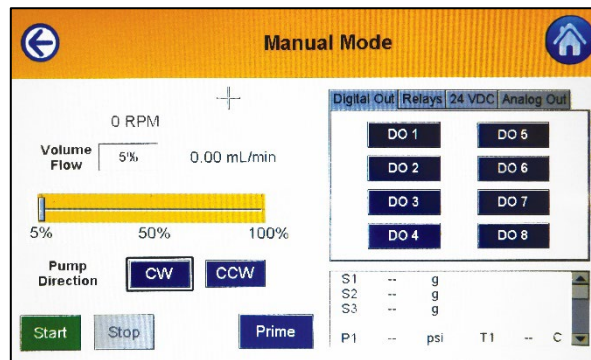 Manual Mode
0 RPM
Volume Flow
5%
0.00 mL/min
5% 50% 100%
Pump Direction
CW CCW
Start Stop Prime
Digital Out Relays 24 VDC Analog Out
DO 1 DO 5
DO 2 DO 6
DO 3 DO 7
DO 4 DO 8
S1 -- g
S2 -- g
S3 -- g
P1 -- psi T1 -- C